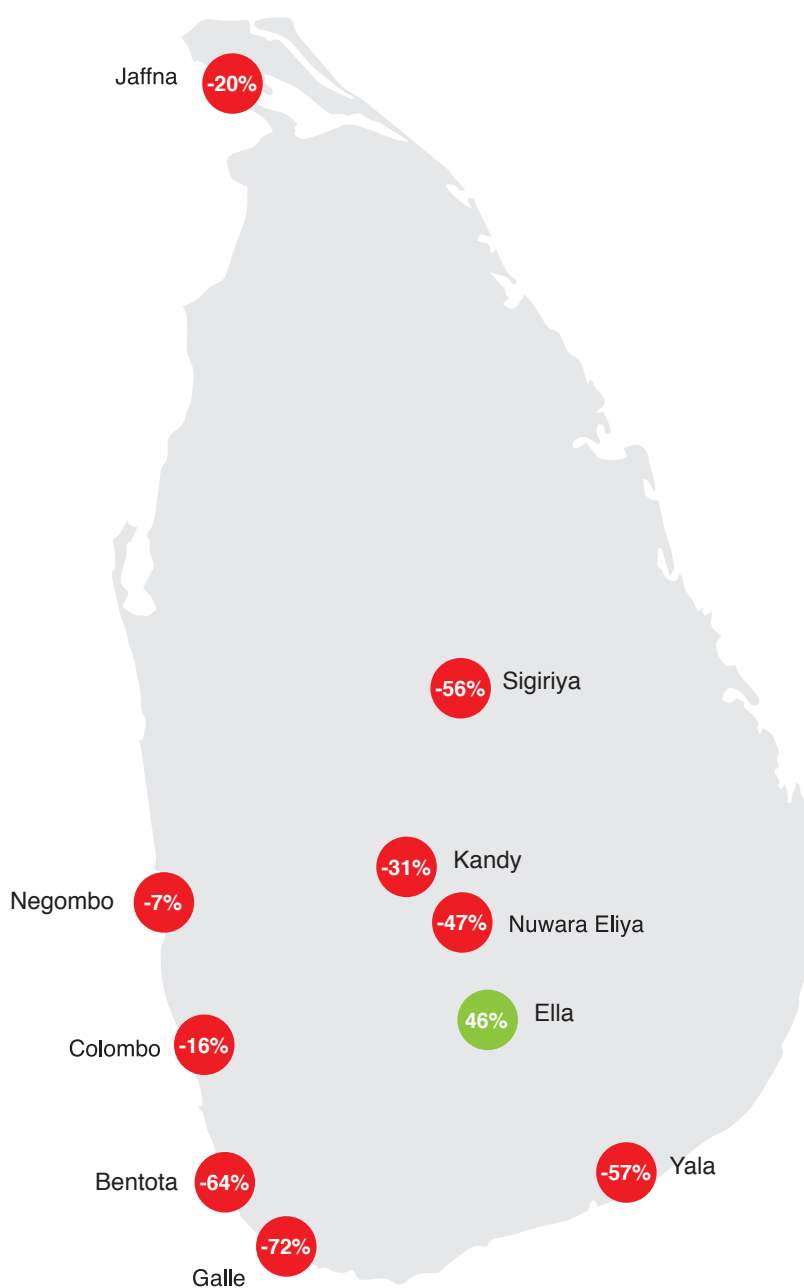 Jaffna
-20%
-56%
Sigiriya
-31%
Kandy
Negombo
-7%
-47%
Nuwara Eliya
46%
Ella
Colombo
-16%
Bentota
-64%
-57%
Yala
-72%
Galle